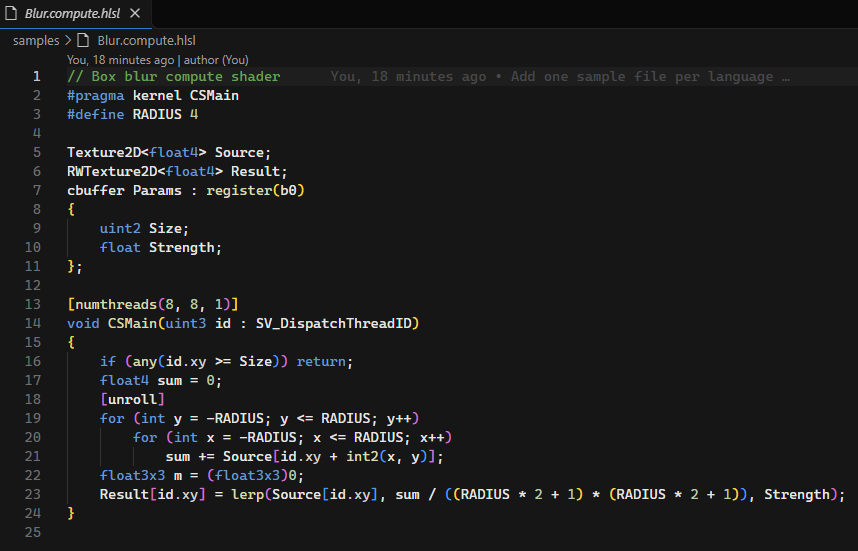 Blur.compute.hlsl
samples > Blur.compute.hlsl
You, 18 minutes ago | author (You)
1 // Box blur compute shader You, 18 minutes ago • Add one sample file per language …
2 #pragma kernel CSMain
3 #define RADIUS 4
4
5 Texture2D<float4> Source;
6 RWTexture2D<float4> Result;
7 cbuffer Params : register(b0)
8 {
9     uint2 Size;
10     float Strength;
11 };
12
13 [numthreads(8, 8, 1)]
14 void CSMain(uint3 id : SV_DispatchThreadID)
15 {
16     if (any(id.xy >= Size)) return;
17     float4 sum = 0;
18     [unroll]
19     for (int y = -RADIUS; y <= RADIUS; y++)
20         for (int x = -RADIUS; x <= RADIUS; x++)
21             sum += Source[id.xy + int2(x, y)];
22     float3x3 m = (float3x3)0;
23     Result[id.xy] = lerp(Source[id.xy], sum / ((RADIUS * 2 + 1) * (RADIUS * 2 + 1)), Strength);
24 }
25